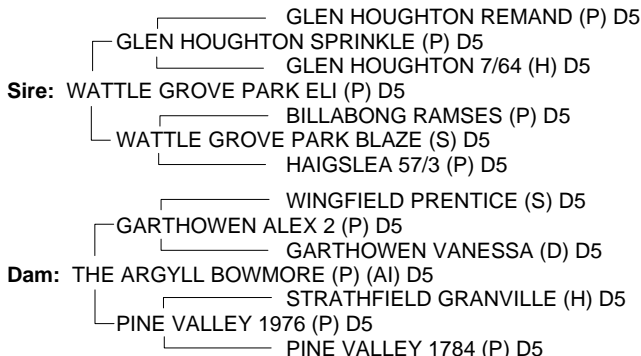 GLEN HOUGHTON REMAND (P) D5
GLEN HOUGHTON SPRINKLE (P) D5
GLEN HOUGHTON 7/64 (H) D5
Sire: WATTLE GROVE PARK ELI (P) D5
BILLABONG RAMSES (P) D5
WATTLE GROVE PARK BLAZE (S) D5
HAIGSLEA 57/3 (P) D5
WINGFIELD PRENTICE (S) D5
GARTHOWEN ALEX 2 (P) D5
GARTHOWEN VANESSA (D) D5
Dam: THE ARGYLL BOWMORE (P) (AI) D5
STRATHFIELD GRANVILLE (H) D5
PINE VALLEY 1976 (P) D5
PINE VALLEY 1784 (P) D5